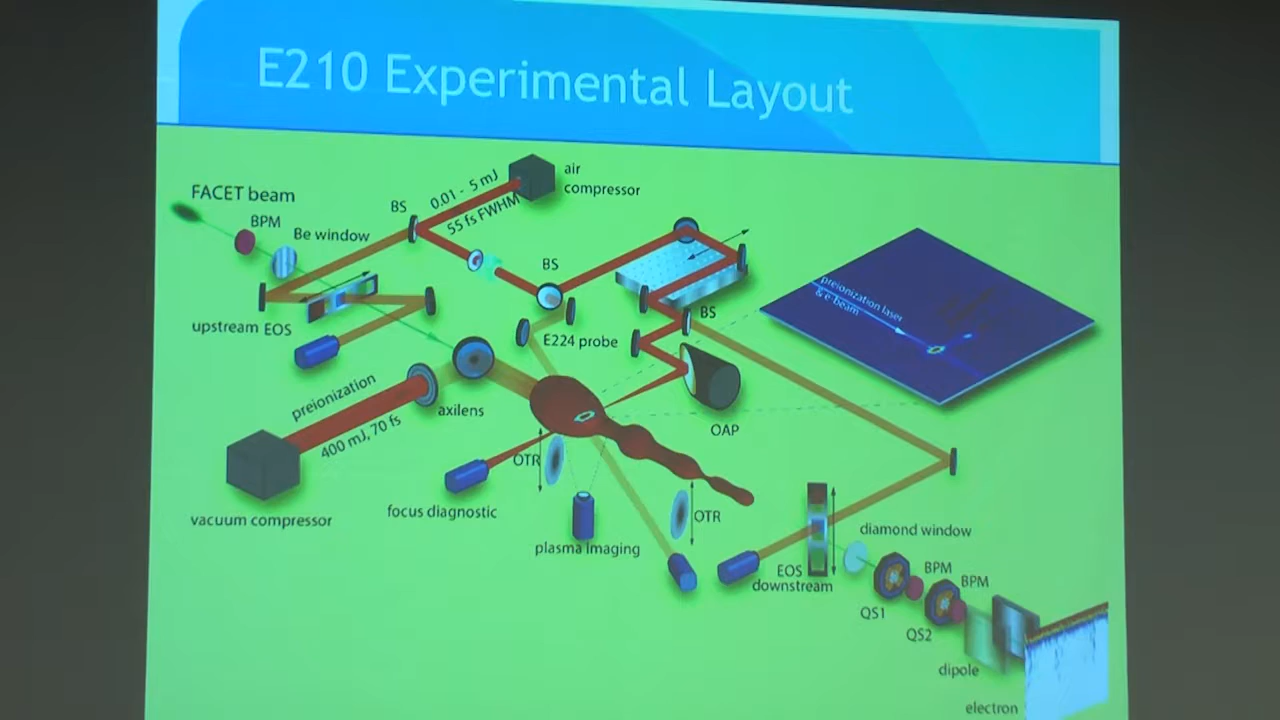 E210 Experimental Layout
FACET beam
BPM
Be window
BS
0.01 - 5 mJ
55 fs FWHM
air
compressor
upstream EOS
BS
E224 probe
BS
preionization laser
& e-beam
preionization
400 mJ, 70 fs
axilens
OAP
vacuum compressor
focus diagnostic
OTR
plasma Imaging
OTR
EOS
downstream
diamond window
BPM
BPM
QS1
QS2
dipole
electron